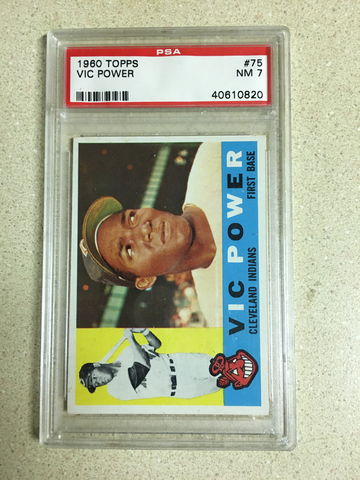 PSA
1960 TOPPS #75
VIC POWER NM 7
40610820
VIC POWER
CLEVELAND INDIANS FIRST BASE